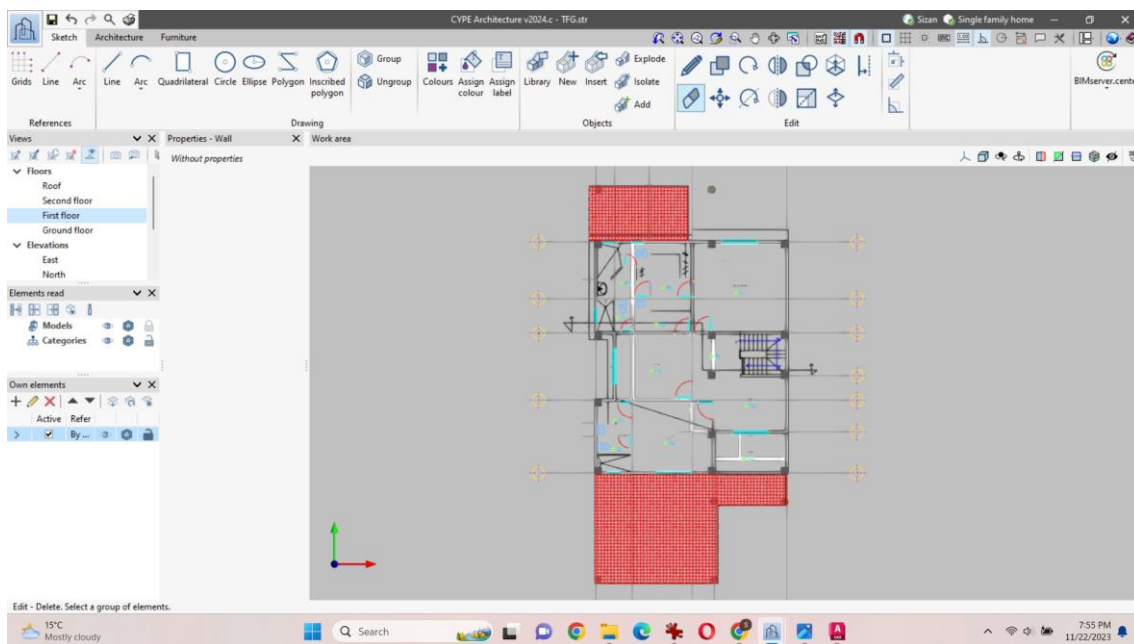 CYPE Architecture v2024.c - TFG.str
Sizan
Single family home
Sketch Architecture Furniture
Grids Line Arc
References
Line Arc Quadrilateral Circle Ellipse Polygon Inscribed polygon
Group
Ungroup
Drawing
Colours Assign colour Assign label
Library New Insert
Explode
Isolate
Add
Objects
Edit
BIMserver.cente
Views
Floors
Roof
Second floor
First floor
Ground floor
Elevations
East
North
Elements read
Models
Categories
Own elements
Active Refer
By ...
Properties - Wall
Without properties
Work area
Edit - Delete. Select a group of elements.
15°C
Mostly cloudy
Search
7:55 PM
11/22/2023